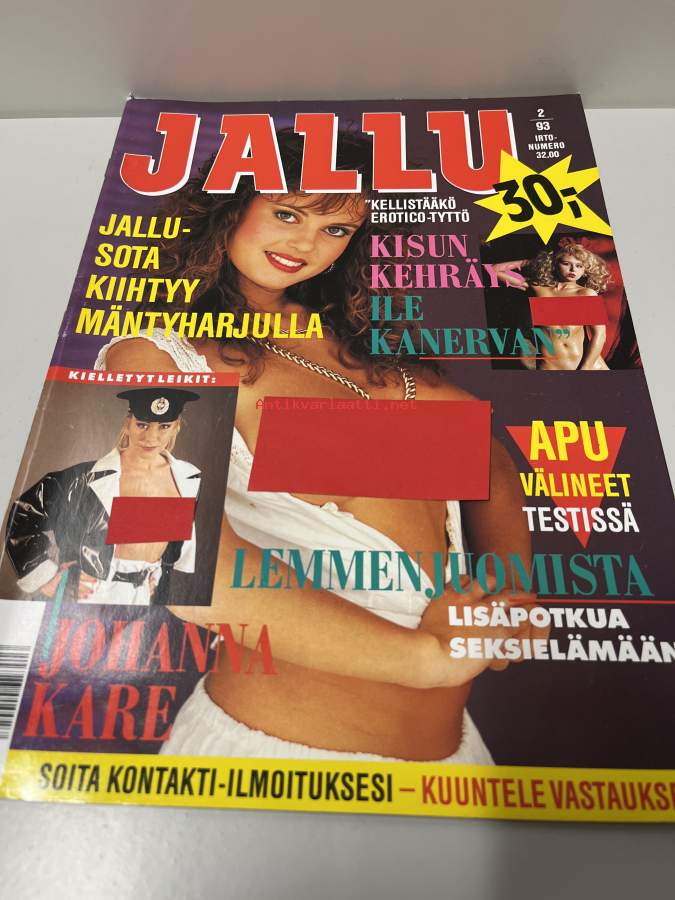 JALLU
2
93
IRTO-
NUMERO
32.00
30,-
"KELLISTÄÄKÖ
EROTICO-TYTTÖ
KISUN
KEHRÄYS
ILE
KANERVAN"
JALLU-
SOTA
KIIHTYY
MÄNTYHARJULLA
KIELLETYT LEIKIT:
Antikvariaatti.net
APU
VÄLINEET
TESTISSÄ
LEMMENJUOMISTA
LISÄPOTKUA
SEKSIELÄMÄÄN
JOHANNA
KARE
SOITA KONTAKTI-ILMOITUKSESI – KUUNTELE VASTAUKSE